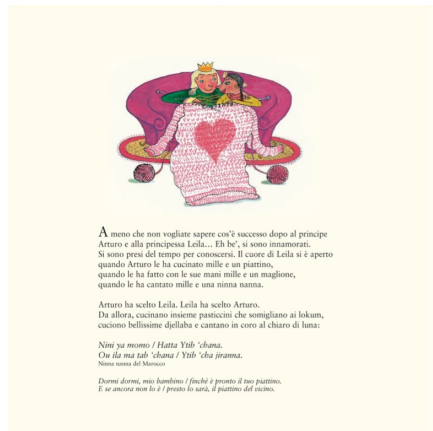 A meno che non vogliate sapere cos'è successo dopo al principe
Arturo e alla principessa Leila... Eh be', si sono innamorati.
Si sono presi del tempo per conoscersi. Il cuore di Leila si è aperto
quando Arturo le ha cucinato mille e un piattino,
quando le ha fatto con le sue mani mille e un maglione,
quando le ha cantato mille e una ninna nanna.
Arturo ha scelto Leila. Leila ha scelto Arturo.
Da allora, cucinano insieme pasticcini che somigliano ai lokum,
cuciono bellissime djellaba e cantano in coro al chiaro di luna:
Nini ya momo / Hatta Ytib 'chana.
Ou ila ma tab 'chana / Ytib 'cha jiranna.
Ninna nanna del Marocco
Dormi dormi, mio bambino / finché è pronto il tuo piattino.
E se ancora non lo è / presto lo sarà, il piattino del vicino.